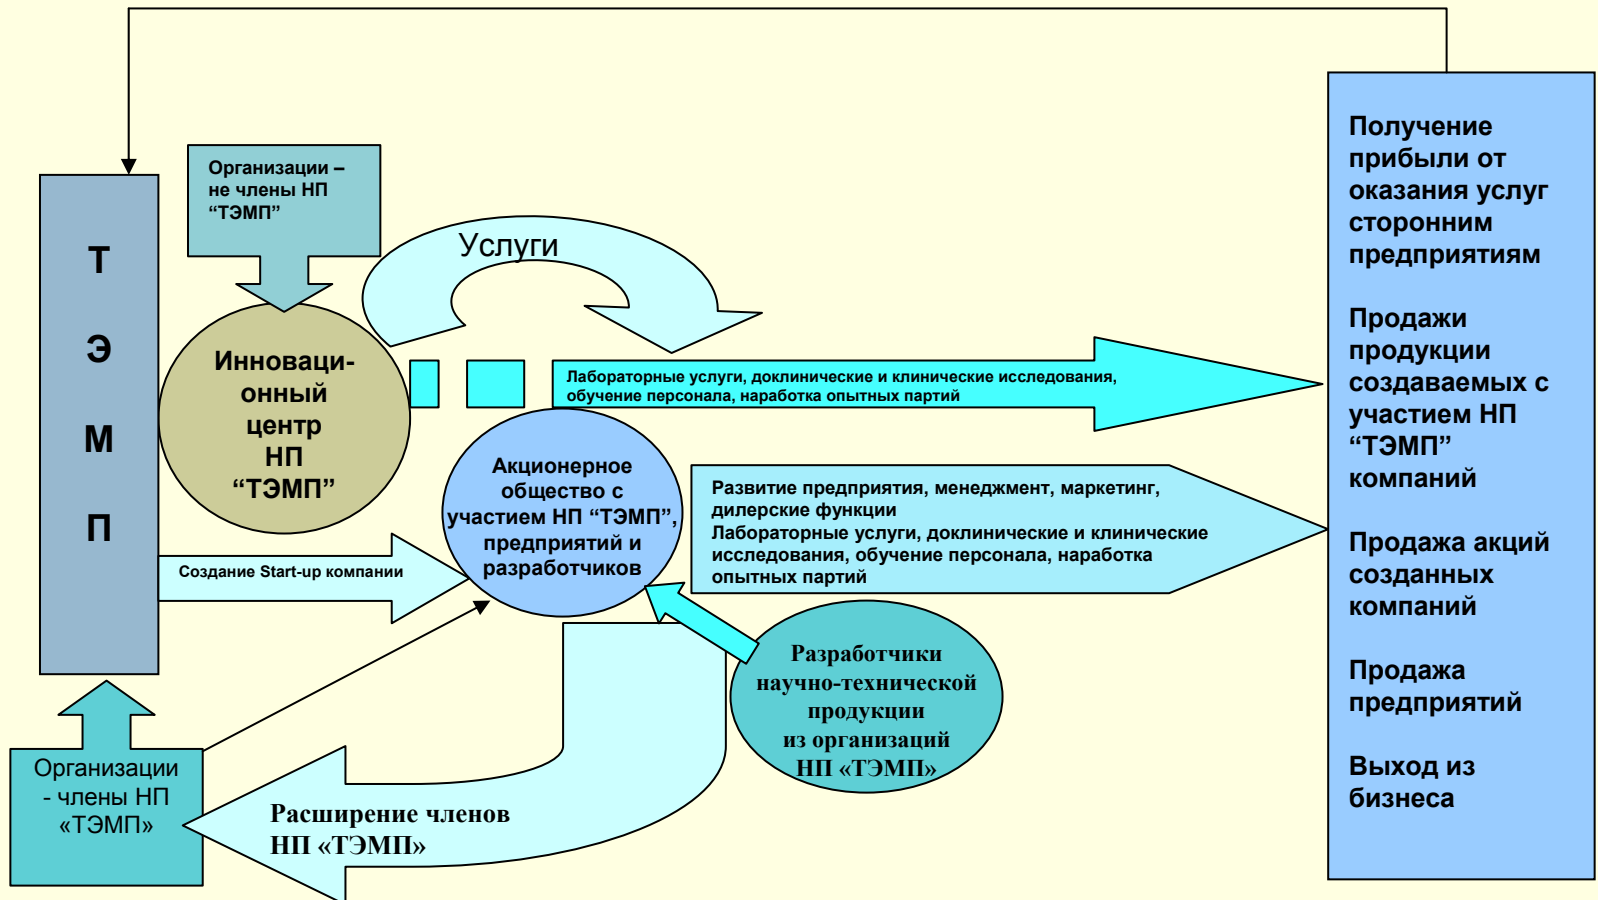 Т
Э
М
П
Организации –
не члены НП
“ТЭМП”
Услуги
Инноваци-
онный
центр
НП
“ТЭМП”
Лабораторные услуги, доклинические и клинические исследования,
обучение персонала, наработка опытных партий
Акционерное
общество с
участием НП “ТЭМП”,
предприятий и
разработчиков
Развитие предприятия, менеджмент, маркетинг,
дилерские функции
Лабораторные услуги, доклинические и клинические
исследования, обучение персонала, наработка
опытных партий
Создание Start-up компании
Разработчики
научно-технической
продукции
из организаций
НП «ТЭМП»
Организации
- члены НП
«ТЭМП»
Расширение членов
НП «ТЭМП»
Получение
прибыли от
оказания услуг
сторонним
предприятиям
Продажи
продукции
создаваемых с
участием НП
“ТЭМП”
компаний
Продажа акций
созданных
компаний
Продажа
предприятий
Выход из
бизнеса